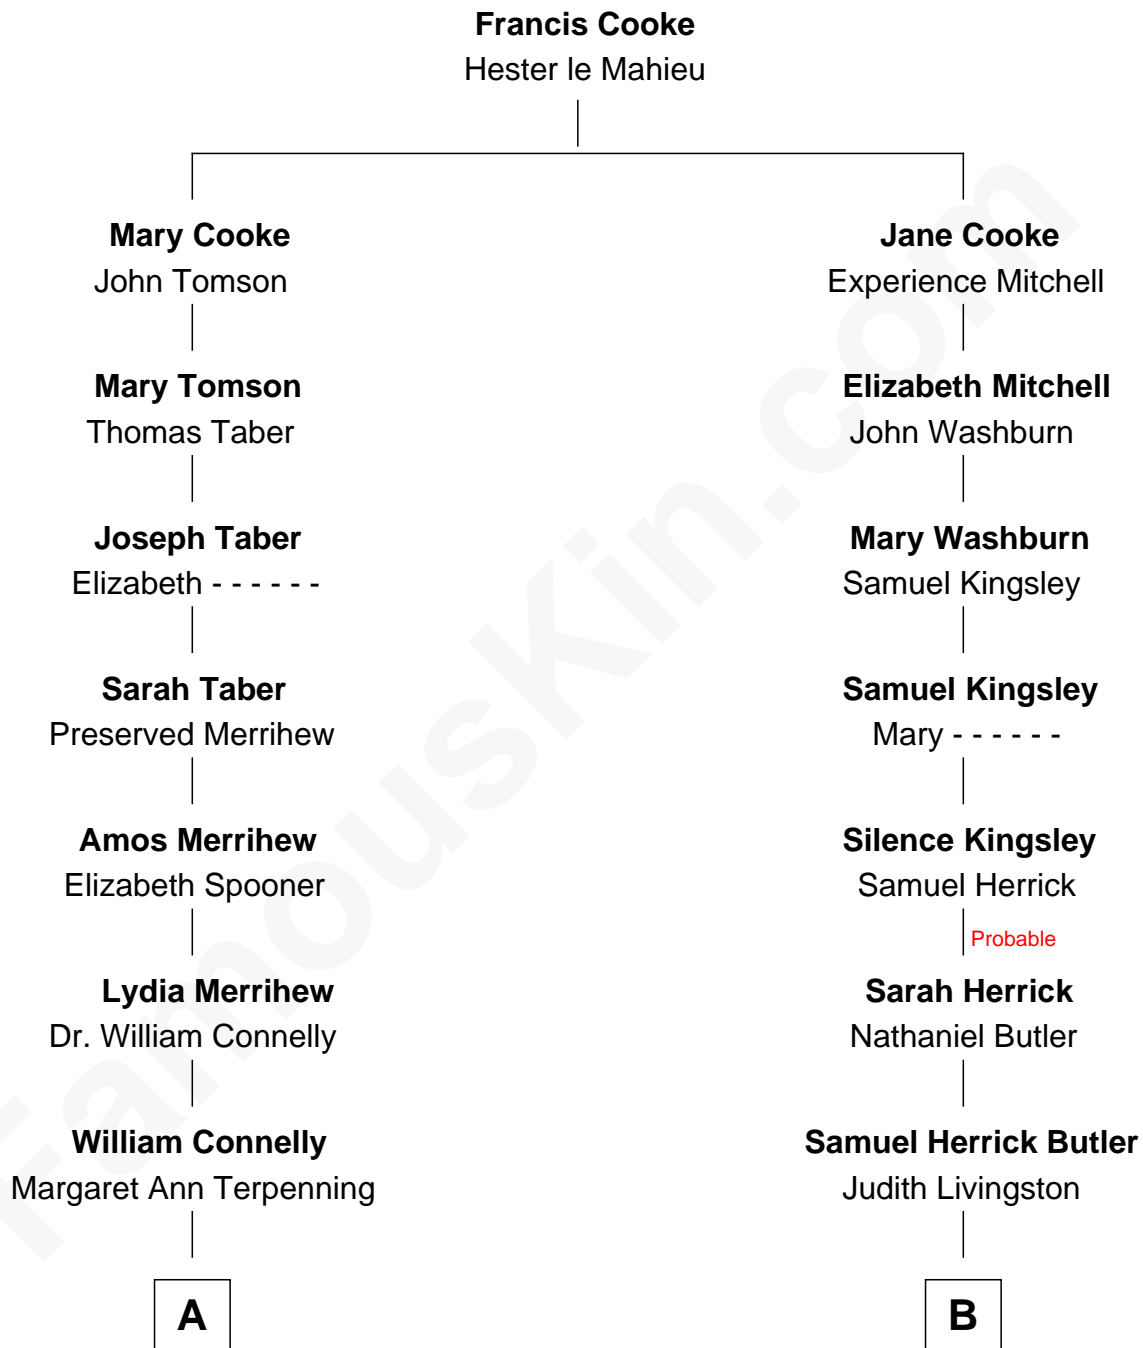 Francis Cooke
Hester le Mahieu
Mary Cooke
John Tomson
Jane Cooke
Experience Mitchell
Mary Tomson
Thomas Taber
Elizabeth Mitchell
John Washburn
Joseph Taber
Elizabeth - - - - - -
Mary Washburn
Samuel Kingsley
Sarah Taber
Preserved Merrihew
Samuel Kingsley
Mary - - - - - -
Amos Merrihew
Elizabeth Spooner
Silence Kingsley
Samuel Herrick
Probable
Lydia Merrihew
Dr. William Connelly
Sarah Herrick
Nathaniel Butler
William Connelly
Margaret Ann Terpenning
Samuel Herrick Butler
Judith Livingston
A
B
FamousKin.com